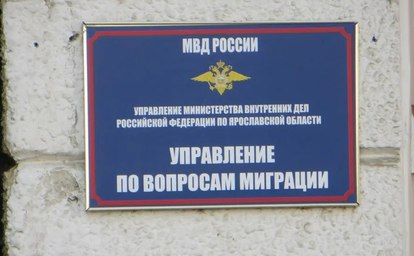 МВД РОССИИ
УПРАВЛЕНИЕ МИНИСТЕРСТВА ВНУТРЕННИХ ДЕЛ
РОССИЙСКОЙ ФЕДЕРАЦИИ ПО ЯРОСЛАВСКОЙ ОБЛАСТИ
УПРАВЛЕНИЕ
ПО ВОПРОСАМ МИГРАЦИИ